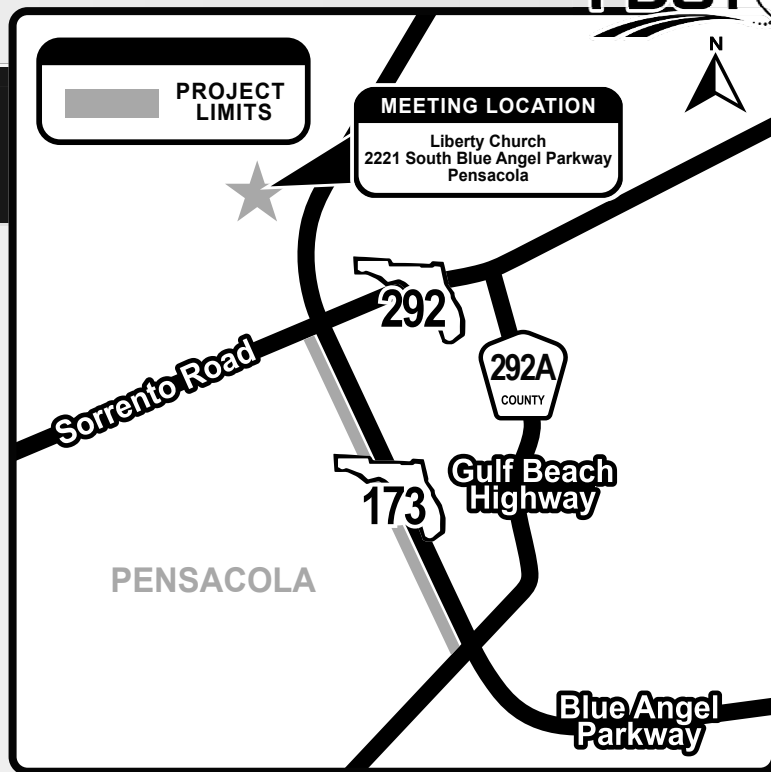 PROJECT
LIMITS
N
MEETING LOCATION
Liberty Church
2221 South Blue Angel Parkway
Pensacola
292
292A
COUNTY
Sorrento Road
173
Gulf Beach
Highway
PENSACOLA
Blue Angel
Parkway